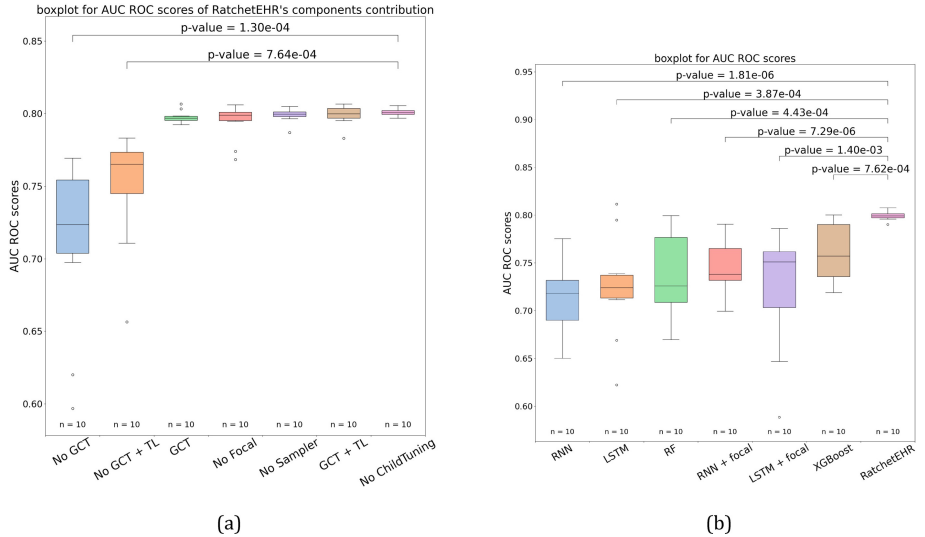 boxplot for AUC ROC scores of RatchetEHR's components contribution
p-value = 1.30e-04
p-value = 7.64e-04
0.85
0.80
0.75
0.70
0.65
0.60
AUC ROC scores
n = 10
n = 10
n = 10
n = 10
n = 10
n = 10
n = 10
No GCT
No GCT + TL
GCT
No Focal
No Sampler
GCT + TL
No ChildTuning
(a)
boxplot for AUC ROC scores
p-value = 1.81e-06
p-value = 3.87e-04
p-value = 4.43e-04
p-value = 7.29e-06
p-value = 1.40e-03
p-value = 7.62e-04
0.95
0.90
0.85
0.80
0.75
0.70
0.65
0.60
AUC ROC scores
n = 10
n = 10
n = 10
n = 10
n = 10
n = 10
n = 10
RNN
LSTM
RF
RNN + focal
LSTM + focal
XGBoost
RatchetEHR
(b)